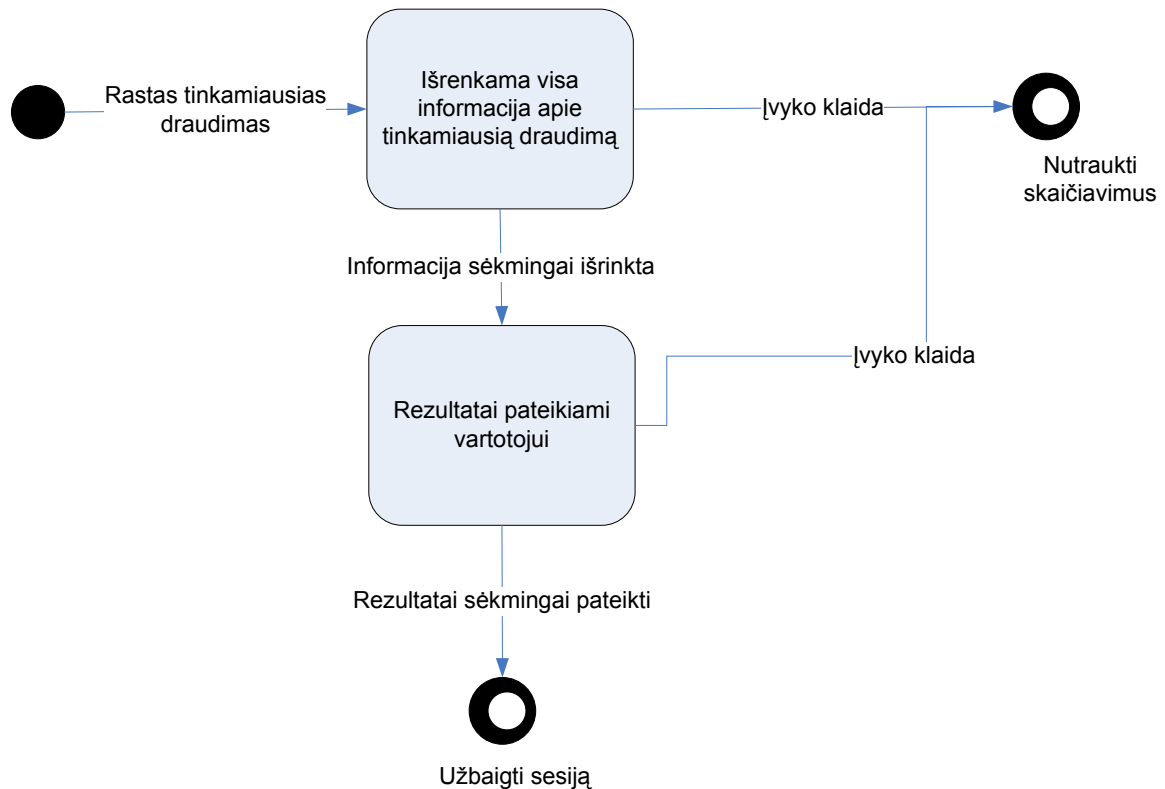 Rastas tinkamiausias
draudimas
Išrenkama visa
informacija apie
tinkamiausią draudimą
Įvyko klaida
Nutraukti
skaičiavimus
Informacija sėkmingai išrinkta
Įvyko klaida
Rezultatai pateikiami
vartotojui
Rezultatai sėkmingai pateikti
Užbaigti sesiją